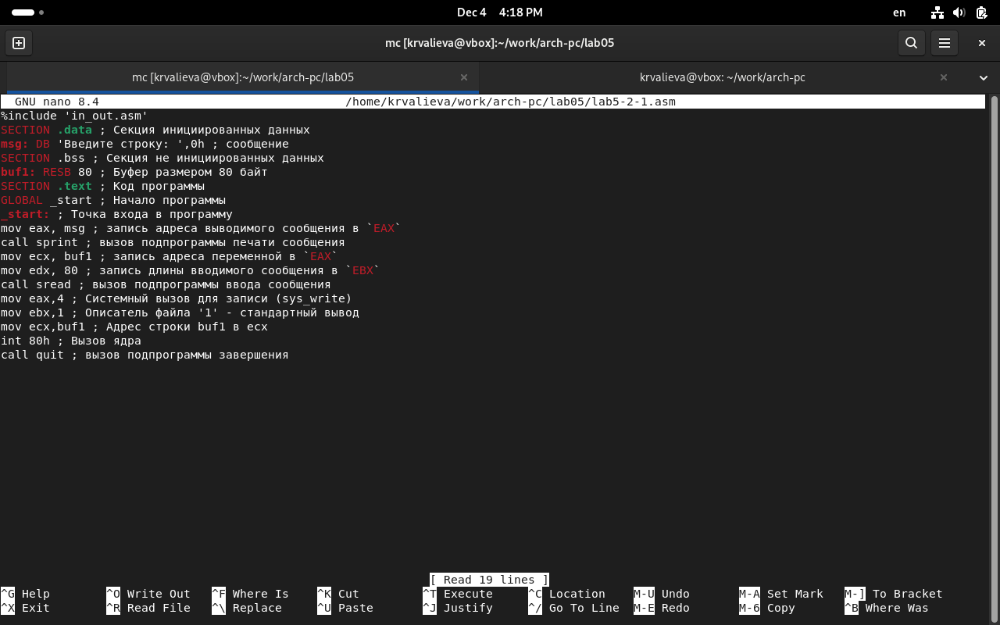 Dec 4 4:18 PM
en
mc [krvalieva@vbox]:~/work/arch-pc/lab05
mc [krvalieva@vbox]:~/work/arch-pc/lab05 krvalieva@vbox: ~/work/arch-pc
GNU nano 8.4 /home/krvalieva/work/arch-pc/lab05/lab5-2-1.asm
%include 'in_out.asm'
SECTION .data ; Секция инициированных данных
msg: DB 'Введите строку: ',0h ; сообщение
SECTION .bss ; Секция не инициированных данных
buf1: RESB 80 ; Буфер размером 80 байт
SECTION .text ; Код программы
GLOBAL _start ; Начало программы
_start: ; Точка входа в программу
mov eax, msg ; запись адреса выводимого сообщения в `EAX`
call sprint ; вызов подпрограммы печати сообщения
mov ecx, buf1 ; запись адреса переменной в `EAX`
mov edx, 80 ; запись длины вводимого сообщения в `EBX`
call sread ; вызов подпрограммы ввода сообщения
mov eax,4 ; Системный вызов для записи (sys_write)
mov ebx,1 ; Описатель файла '1' - стандартный вывод
mov ecx,buf1 ; Адрес строки buf1 в ecx
int 80h ; Вызов ядра
call quit ; вызов подпрограммы завершения
[ Read 19 lines ]
^G Help ^O Write Out ^F Where Is ^K Cut ^T Execute ^C Location M-U Undo M-A Set Mark M-] To Bracket
^X Exit ^R Read File ^\ Replace ^U Paste ^J Justify ^/ Go To Line M-E Redo M-6 Copy ^B Where Was